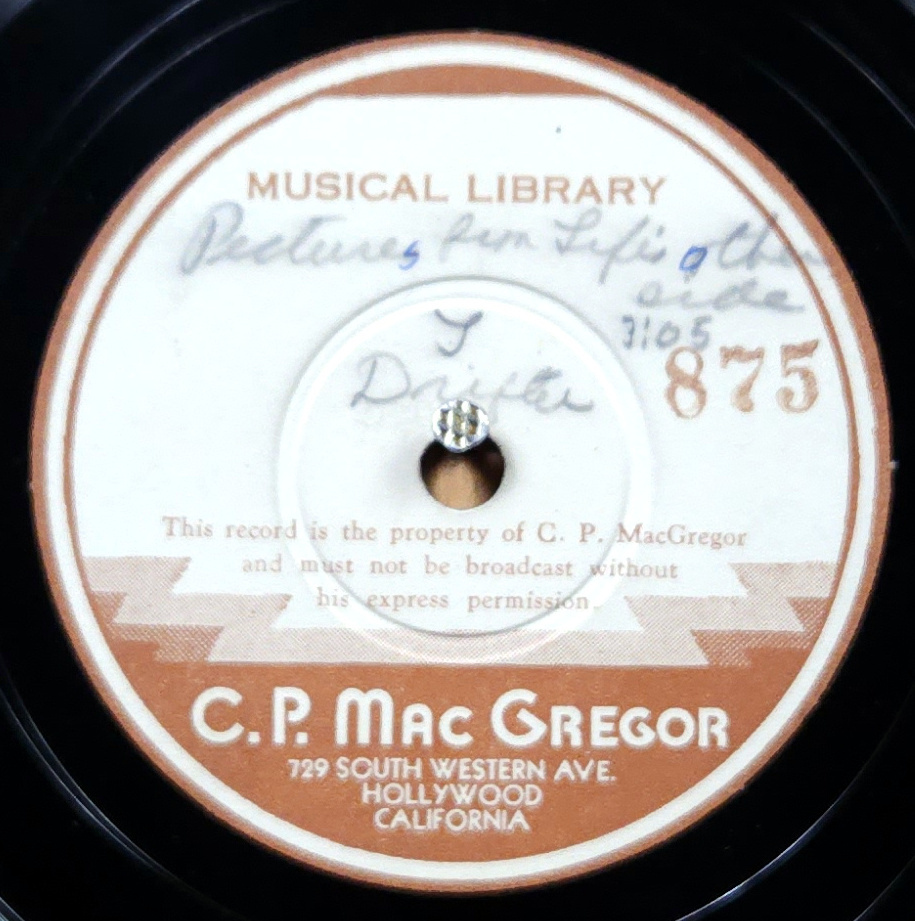 MUSICAL LIBRARY
Pictures from Life's other
side
3105
875
Drifter
This record is the property of C. P. MacGregor
and must not be broadcast without
his express permission.
C.P. MAC GREGOR
729 SOUTH WESTERN AVE.
HOLLYWOOD
CALIFORNIA